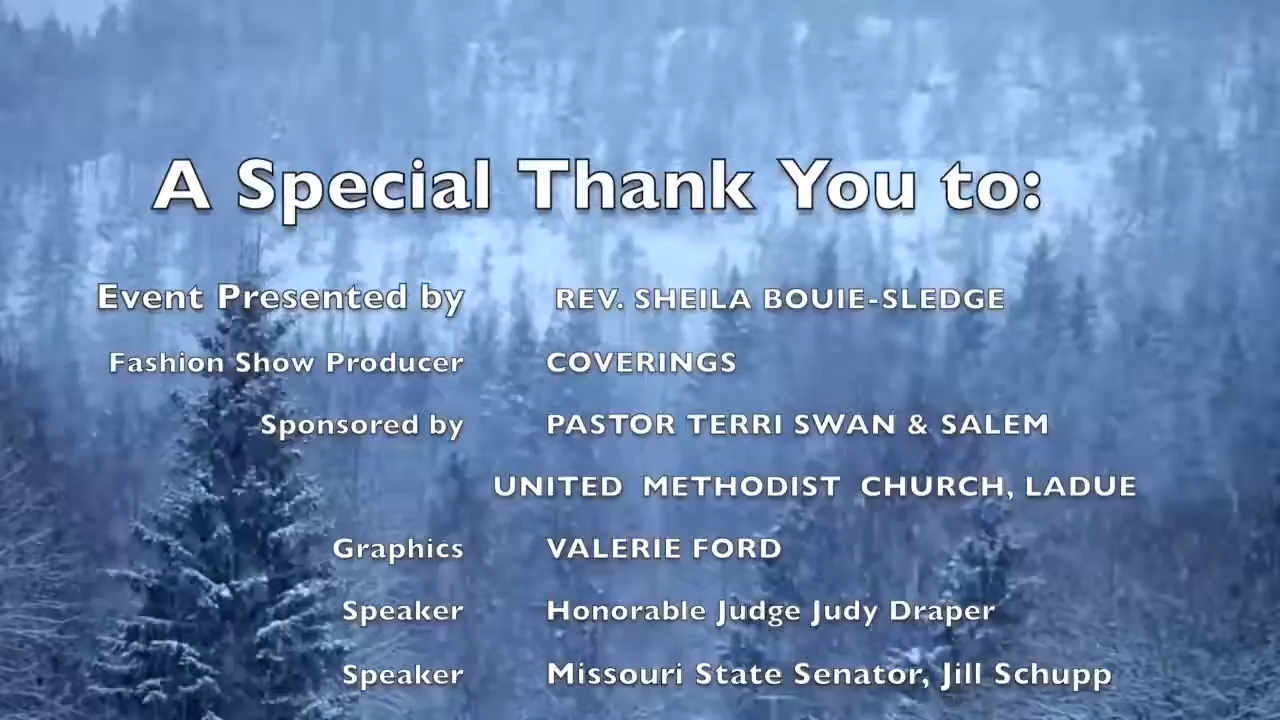 A Special Thank You to:
Event Presented by REV. SHEILA BOUIE-SLEDGE
Fashion Show Producer COVERINGS
Sponsored by PASTOR TERRI SWAN & SALEM
UNITED METHODIST CHURCH, LADUE
Graphics VALERIE FORD
Speaker Honorable Judge Judy Draper
Speaker Missouri State Senator, Jill Schupp